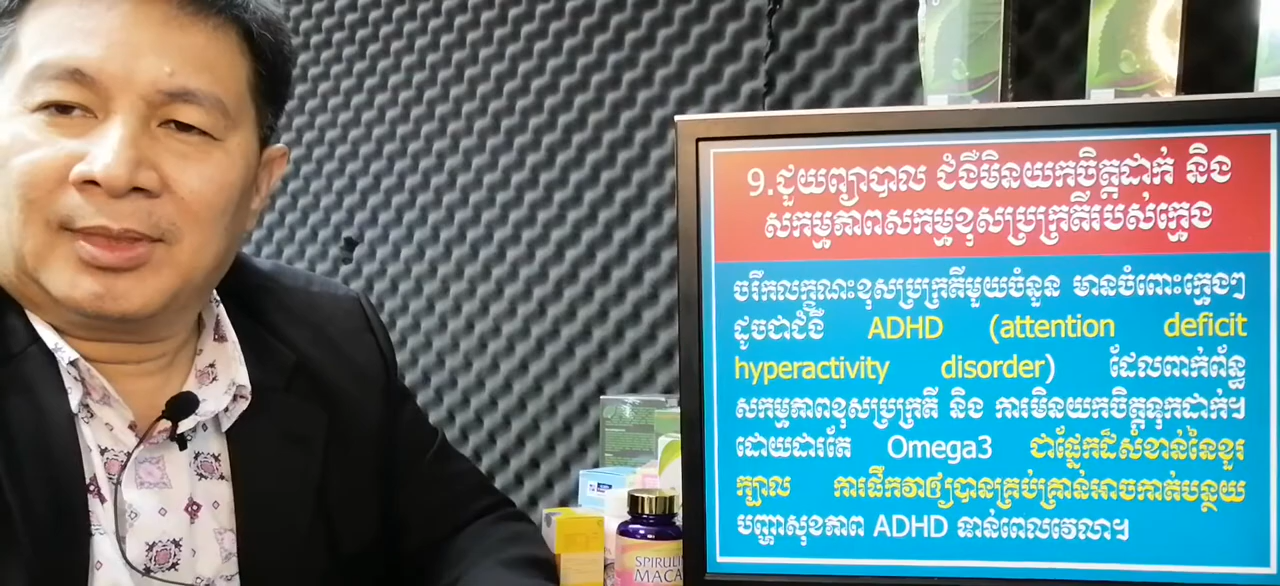 9.ជួយព្យាបាល ជំងឺមិនយកចិត្តដាក់ និង
សកម្មភាពសកម្មខុសប្រក្រតីរបស់ក្មេង
ចរឹកលក្ខណះខុសប្រក្រតីមួយចំនួន មានចំពោះក្មេងៗ
ដូចជាជំងឺ ADHD (attention deficit
hyperactivity disorder) ដែលពាក់ព័ន្ធ
សកម្មភាពខុសប្រក្រតី និង ការមិនយកចិត្តទុកដាក់។
ដោយដារតែ Omega3 ជាផ្នែកដ៏សំខាន់នៃខួរ
ក្បាល ការផឹកវាឲ្យបានគ្រប់គ្រាន់អាចកាត់បន្ថយ
បញ្ហាសុខភាព ADHD ទាន់ពេលវេលា។
MACA